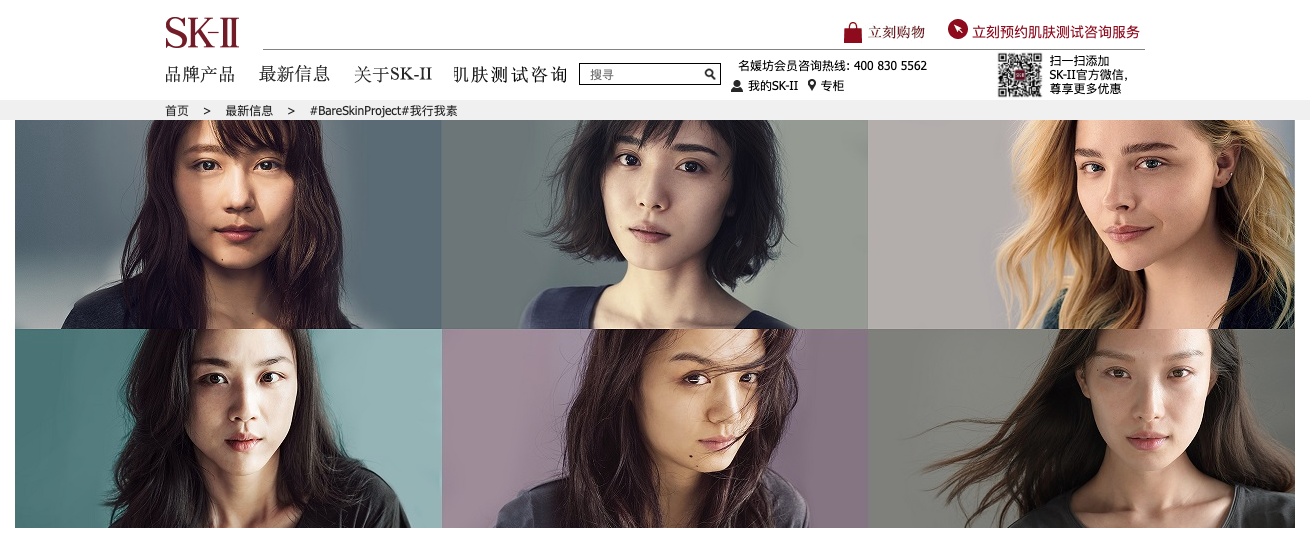 SK-II
立刻购物
立刻预约肌肤测试咨询服务
品牌产品 最新信息 关于SK-II 肌肤测试咨询
搜寻
名媛坊会员咨询热线: 400 830 5562
我的SK-II 专柜
扫一扫添加
SK-II官方微信,
尊享更多优惠
首页 > 最新信息 > #BareSkinProject#我行我素